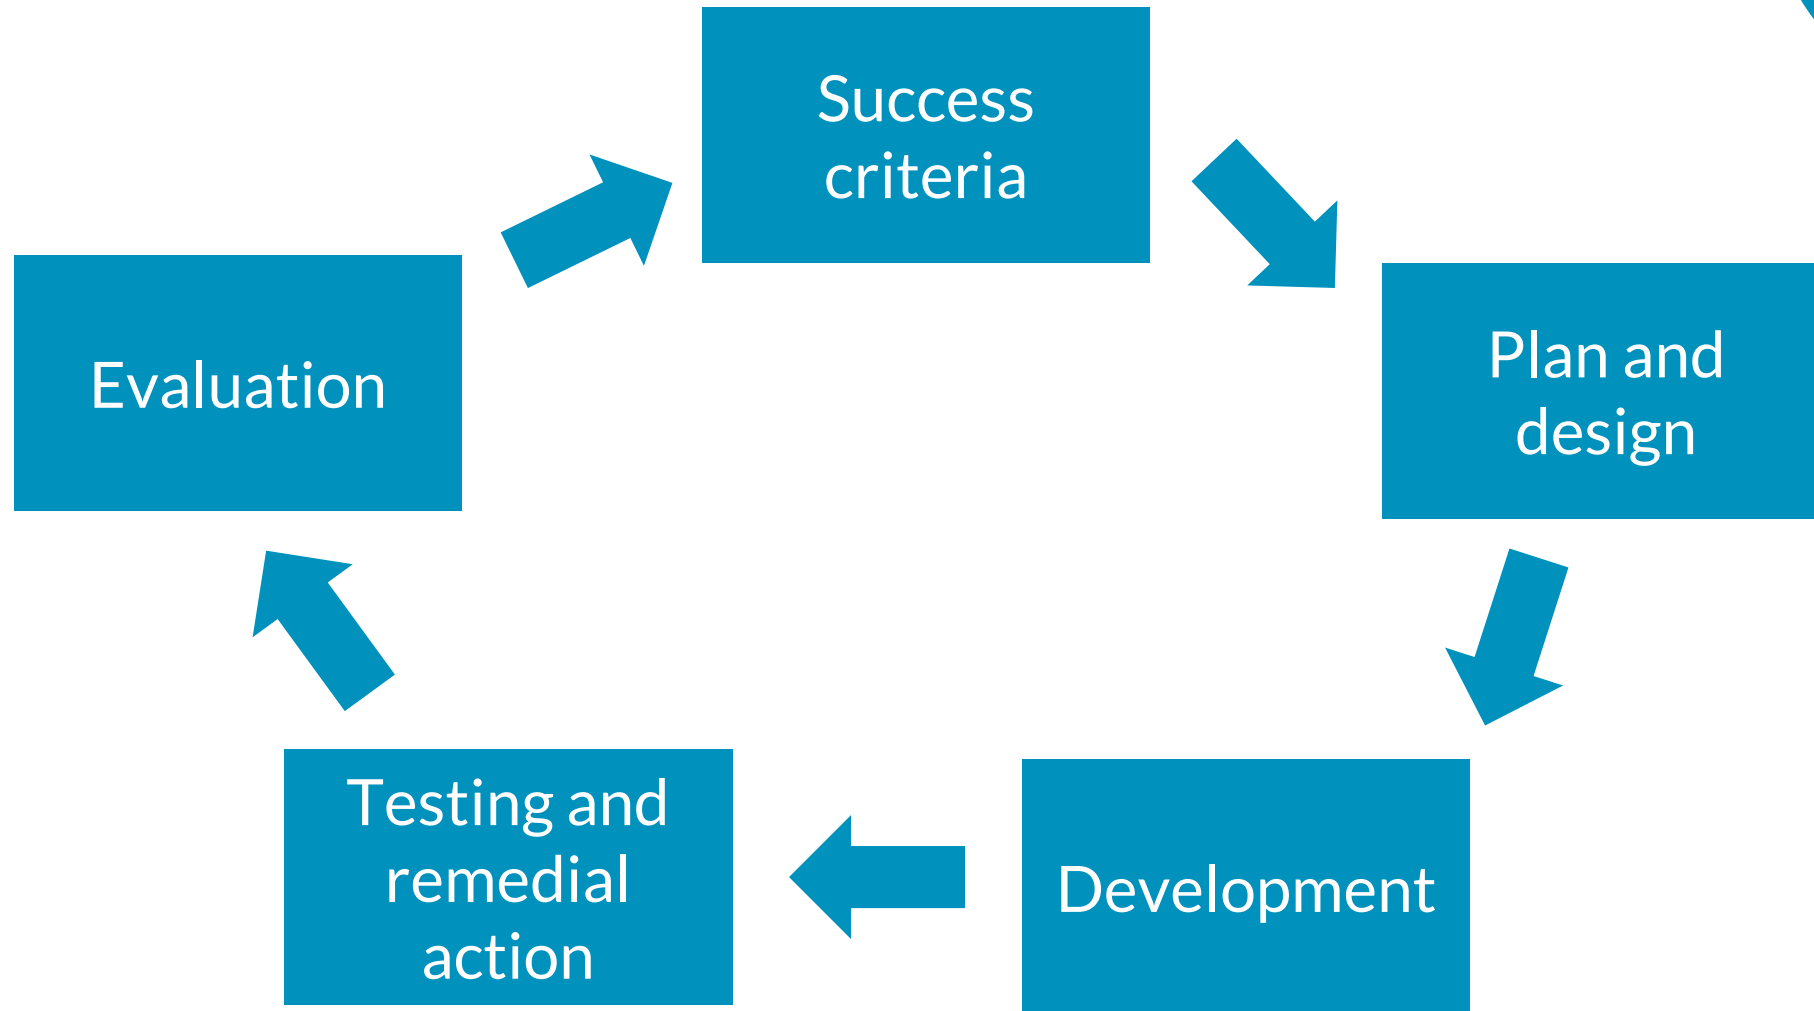 Success
criteria
Plan and
design
Development
Testing and
remedial
action
Evaluation